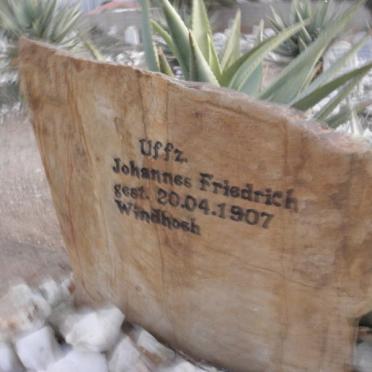 Uffz.
Johannes Friedrich
gest. 20.04.1907
Windhoek